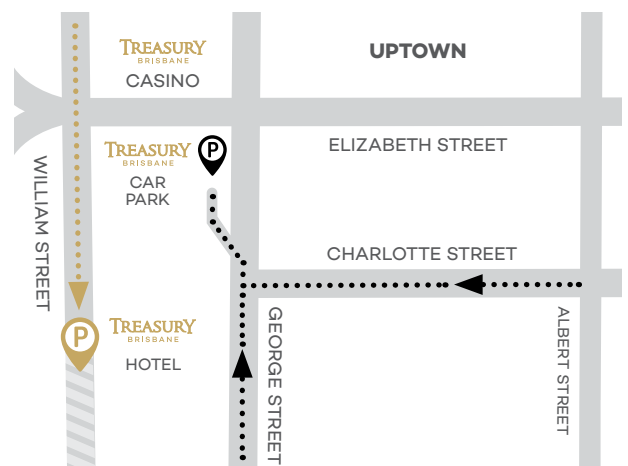 TREASURY
BRISBANE
CASINO
UPTOWN
ELIZABETH STREET
TREASURY
BRISBANE
P
CAR
PARK
WILLIAM STREET
CHARLOTTE STREET
P
TREASURY
BRISBANE
HOTEL
GEORGE STREET
ALBERT STREET